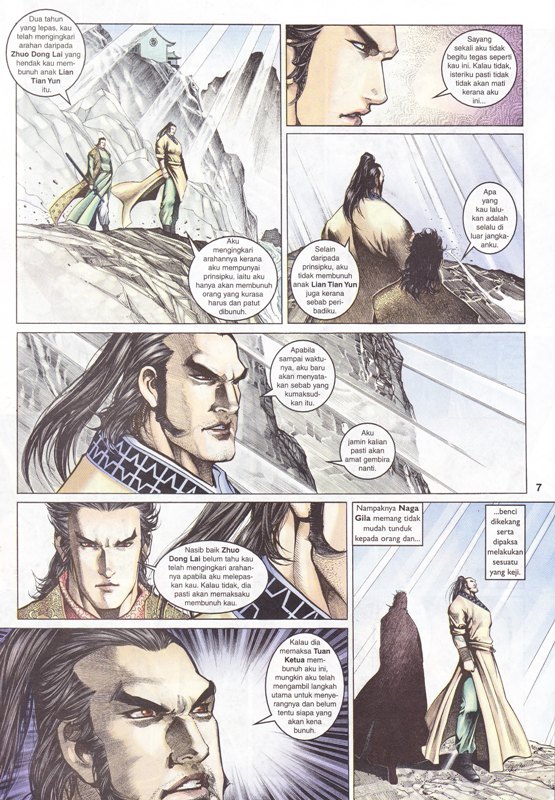 Dua tahun
yang lepas, kau
telah mengingkari
arahan daripada
Zhuo Dong Lai yang
hendak kau mem-
bunuh anak Lian
Tian Yun
itu.
Aku
mengingkari
arahannya kerana
aku mempunyai
prinsipku, iaitu aku
hanya akan membunuh
orang yang kurasa
harus dan patut
dibunuh.
Sayang
sekali aku tidak
begitu tegas seperti
kau ini. Kalau tidak,
isteriku pasti tidak
akan mati
kerana aku
ini...
Apa
yang
kau laku-
kan adalah
selalu di
luar jangka-
anku.
Selain
daripada
prinsipku, aku
tidak membunuh
anak Lian Tian Yun
juga kerana
sebab peri-
badiku.
Apabila
sampai waktu-
nya, aku baru
akan menyata-
kan sebab yang
kumaksud-
kan itu.
Aku
jamin kalian
pasti akan
amat gembira
nanti.
7
Nasib baik Zhuo
Dong Lai belum tahu kau
telah mengingkari arahan-
nya apabila aku melepas-
kan kau. Kalau tidak, dia
pasti akan memaksaku
membunuh kau.
Nampaknya Naga
Gila memang tidak
mudah tunduk
kepada orang dan...
...benci
dikekang
serta
dipaksa
melakukan
sesuatu
yang keji.
Kalau dia
memaksa Tuan
Ketua mem-
bunuh aku ini,
mungkin aku telah
mengambil langkah
utama untuk menye-
rangnya dan belum
tentu siapa yang
akan kena
bunuh.